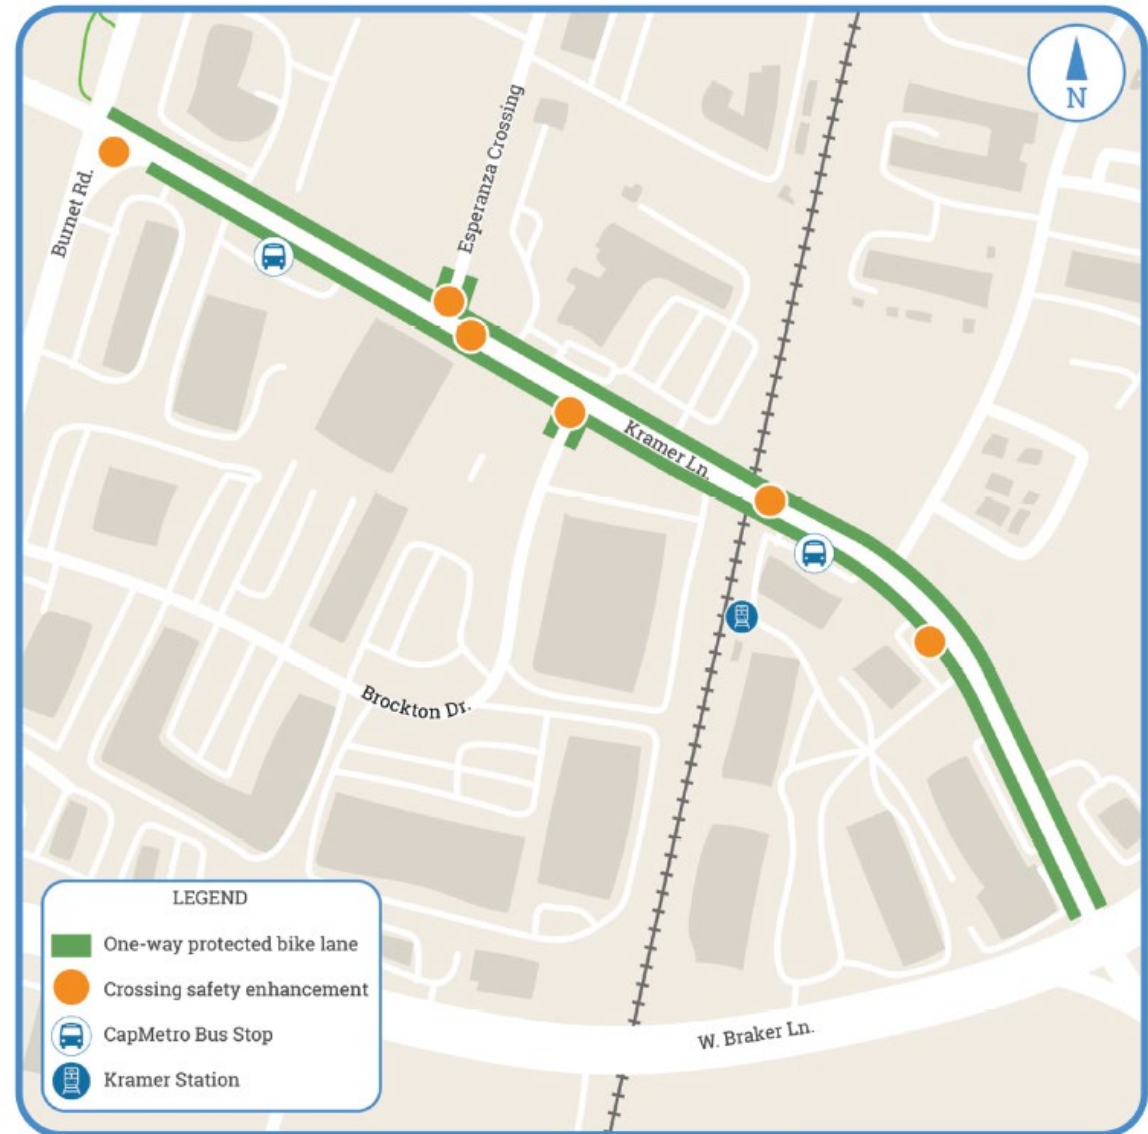 N
Esperanza Crossing
Burnet Rd.
Kramer Ln.
Brockton Dr.
W. Braker Ln.
LEGEND
One-way protected bike lane
Crossing safety enhancement
CapMetro Bus Stop
Kramer Station